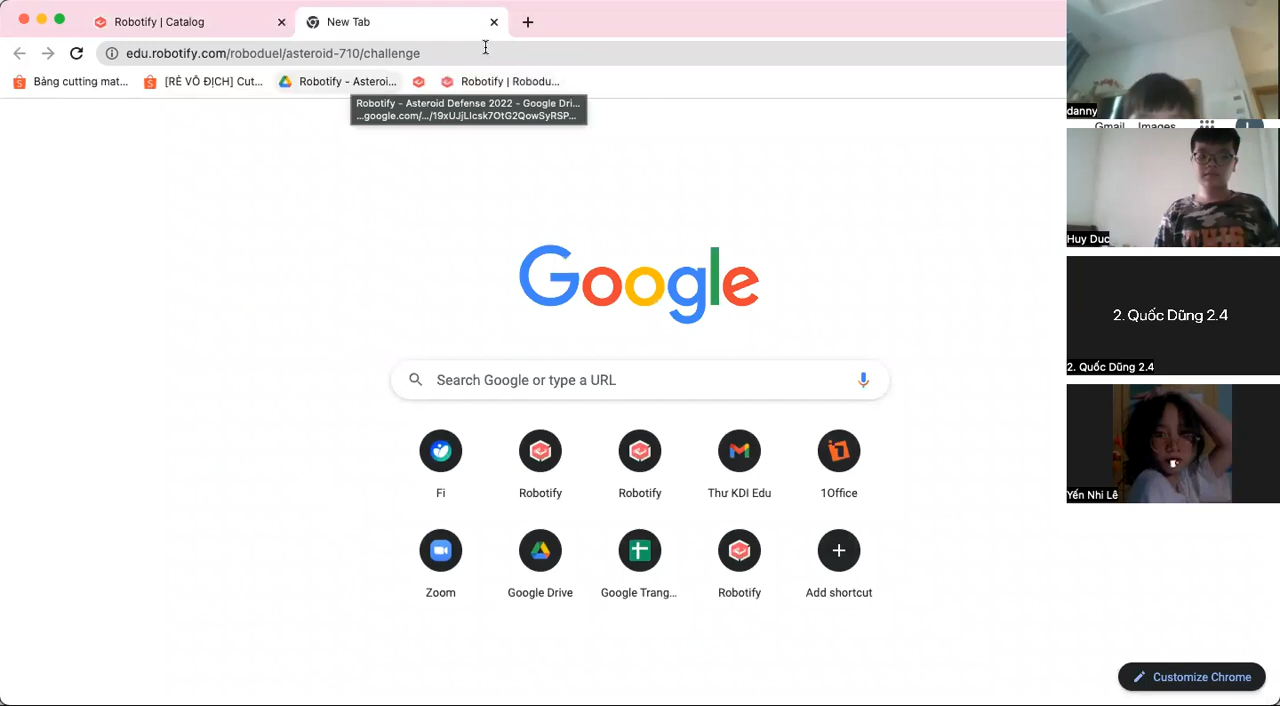 Robotify | Catalog
New Tab
edu.robotify.com/roboduel/asteroid-710/challenge
Bảng cutting mat...
[RẺ VÔ ĐỊCH] Cut...
Robotify - Asteroi...
Robotify | Robodu...
Robotify - Asteroid Defense 2022 - Google Dri...
...google.com/.../19xUJjLlcsk7OtG2QowSyRSP...
danny
Gmail
Images
Huy Duc
Google
2. Quốc Dũng 2.4
2. Quốc Dũng 2.4
Search Google or type a URL
Yến Nhi Lê
Fi
Robotify
Robotify
Thư KDI Edu
1Office
Zoom
Google Drive
Google Trang...
Robotify
Add shortcut
Customize Chrome